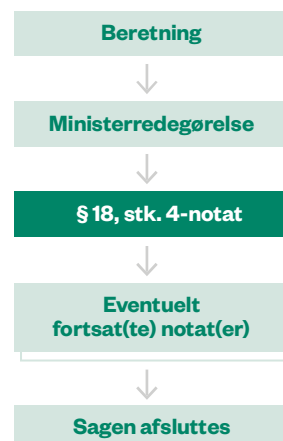 Beretning
Ministerredegørelse
§ 18, stk. 4-notat
Eventuelt
fortsat(te) notat(er)
Sagen afsluttes